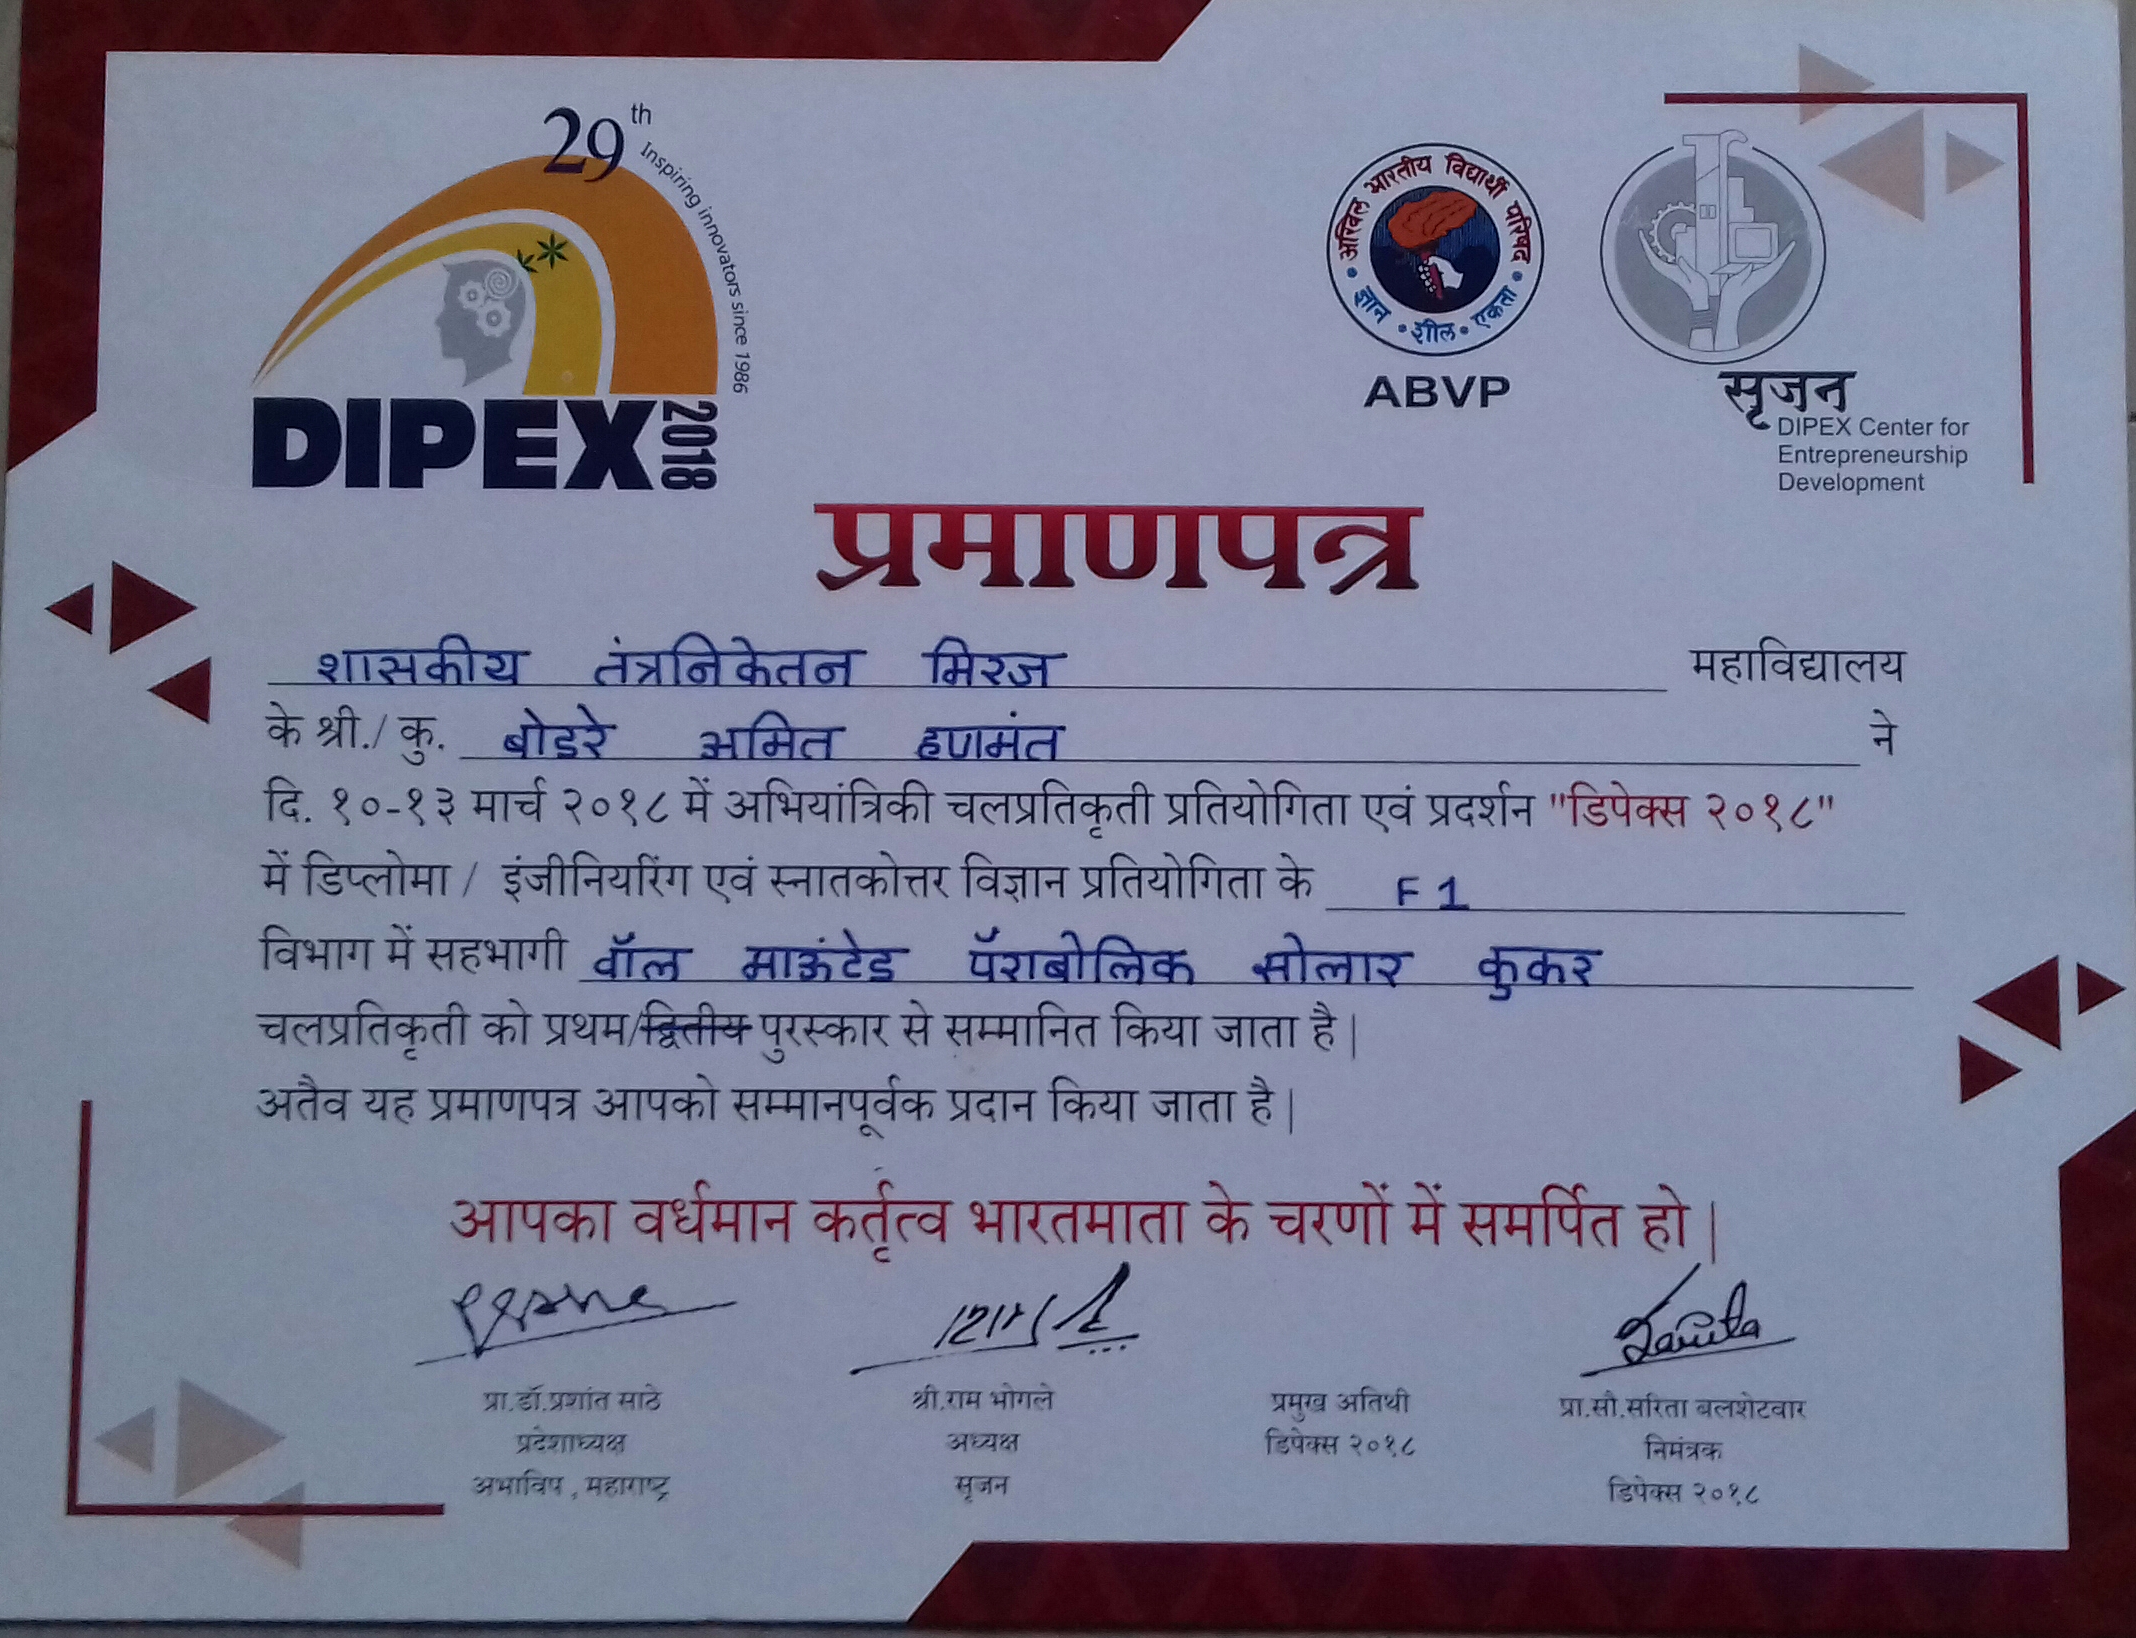 29th
Inspiring innovators since 1986
DIPEX 2018
अखिल भारतीय विद्यार्थी परिषद
ज्ञान • शील • एकता
ABVP
सृजन
DIPEX Center for
Entrepreneurship
Development
प्रमाणपत्र
शासकीय तंत्रनिकेतन मिरज महाविद्यालय
के श्री./ कु. बोडरे अमित हणमंत ने
दि. १०-१३ मार्च २०१८ में अभियांत्रिकी चलप्रतिकृती प्रतियोगिता एवं प्रदर्शन "डिपेक्स २०१८"
में डिप्लोमा / इंजीनियरिंग एवं स्नातकोत्तर विज्ञान प्रतियोगिता के F1
विभाग में सहभागी वॉल माऊंटेड पॅराबोलिक सोलार कुकर
चलप्रतिकृती को प्रथम/द्वितीय पुरस्कार से सम्मानित किया जाता है|
अतैव यह प्रमाणपत्र आपको सम्मानपूर्वक प्रदान किया जाता है|
आपका वर्धमान कर्तृत्व भारतमाता के चरणों में समर्पित हो|
प्रा.डॉ.प्रशांत साठे
प्रदेशाध्यक्ष
अभाविप , महाराष्ट्र
श्री.राम भोगले
अध्यक्ष
सृजन
प्रमुख अतिथी
डिपेक्स २०१८
प्रा.सौ.सरिता बलशेटवार
निमंत्रक
डिपेक्स २०१८